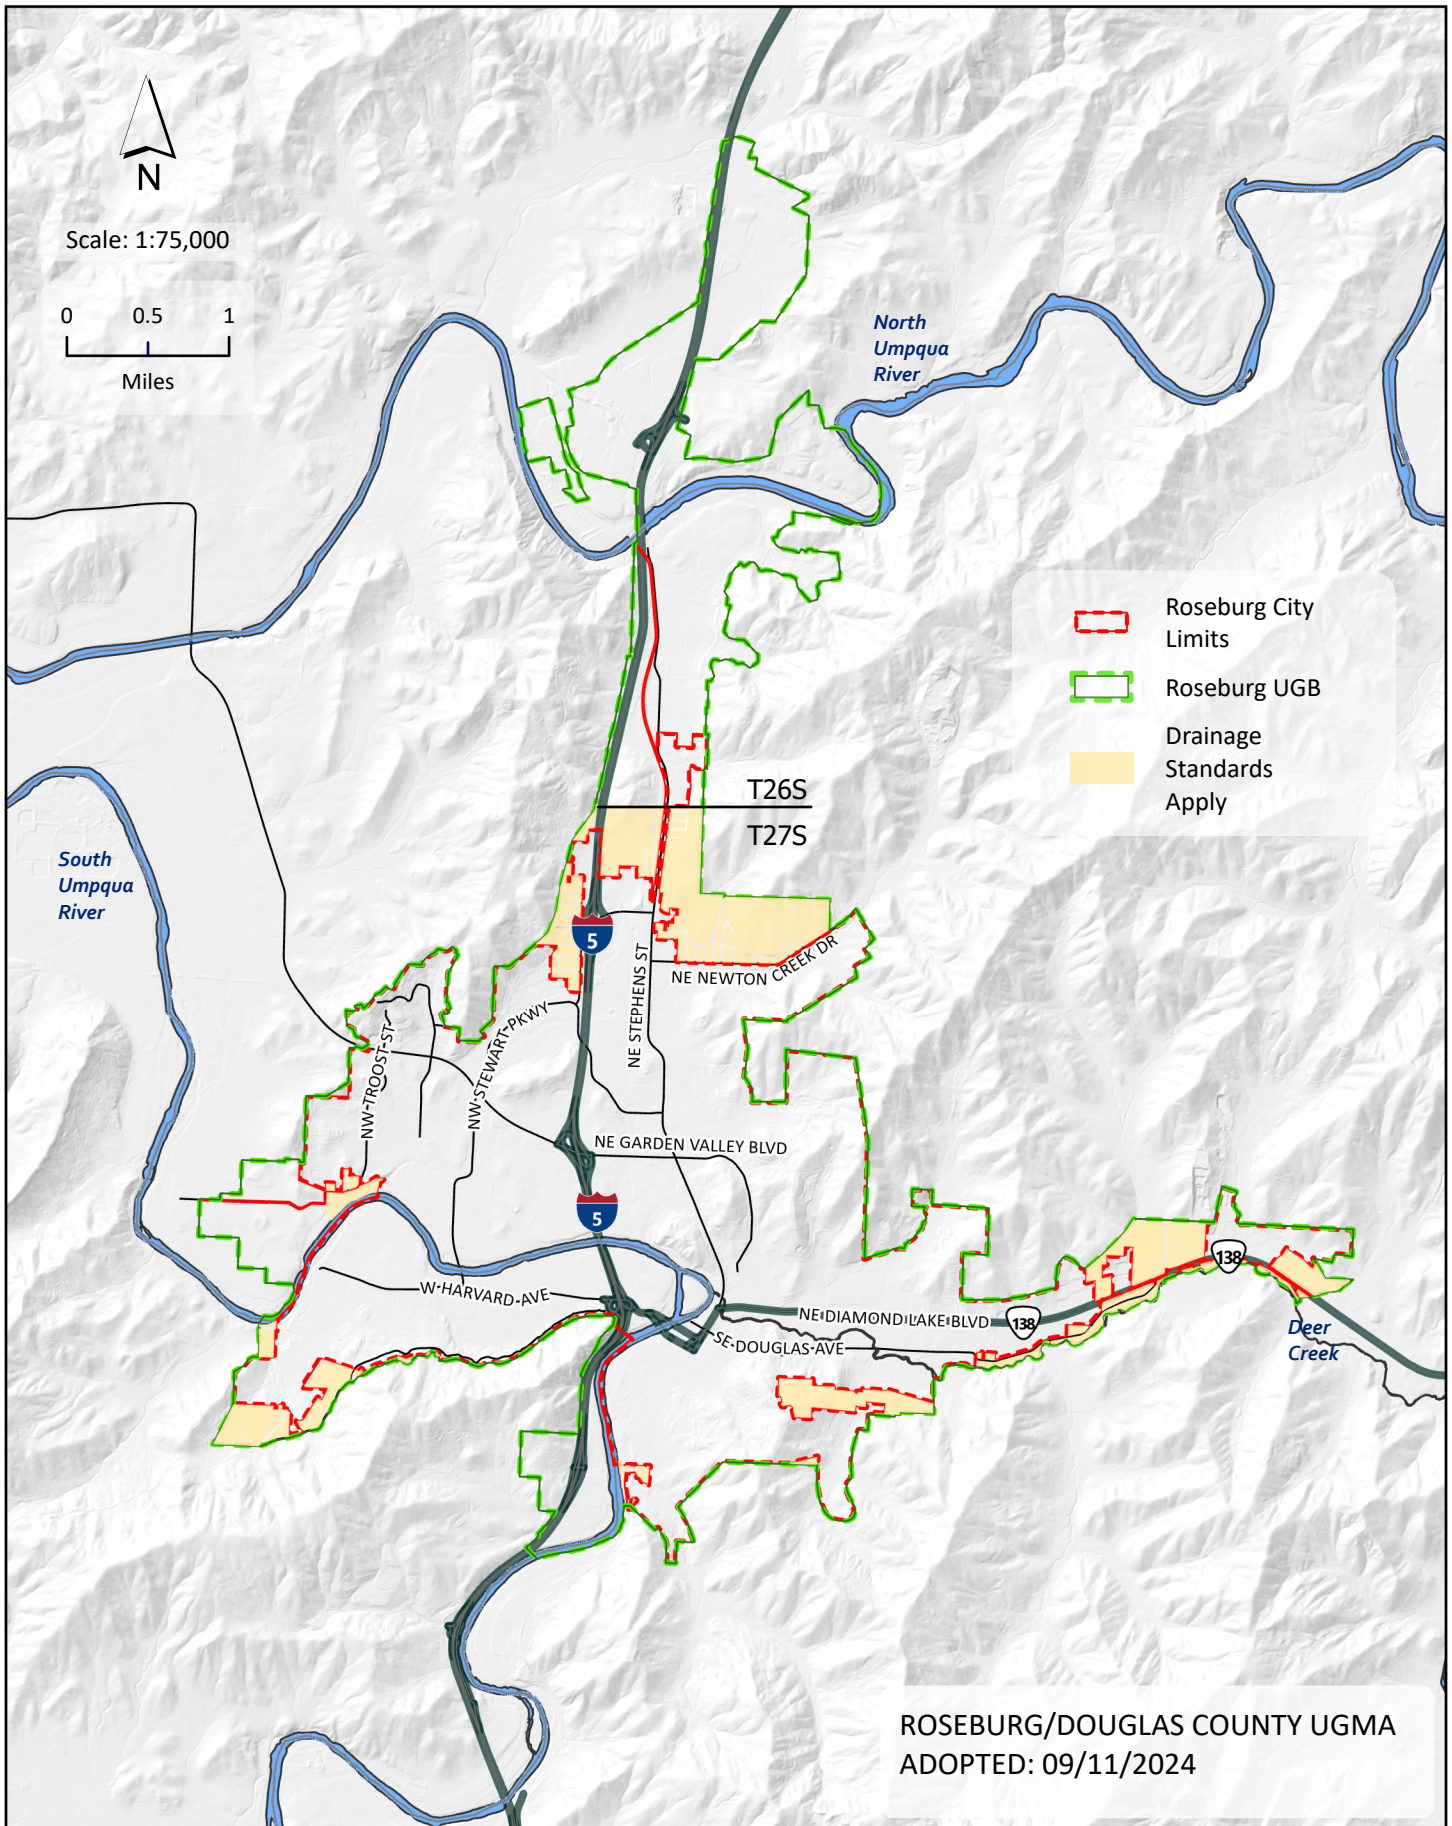 N
Scale: 1:75,000
0 0.5 1
Miles
North
Umpqua
River
Roseburg City
Limits
Roseburg UGB
Drainage
Standards
Apply
T26S
T27S
South
Umpqua
River
5
NE STEPHENS ST
NE NEWTON CREEK DR
NW TROOST ST
NW STEWART PKWY
NE GARDEN VALLEY BLVD
5
138
W HARVARD AVE
NE DIAMOND LAKE BLVD
138
SE DOUGLAS AVE
Deer
Creek
ROSEBURG/DOUGLAS COUNTY UGMA
ADOPTED: 09/11/2024